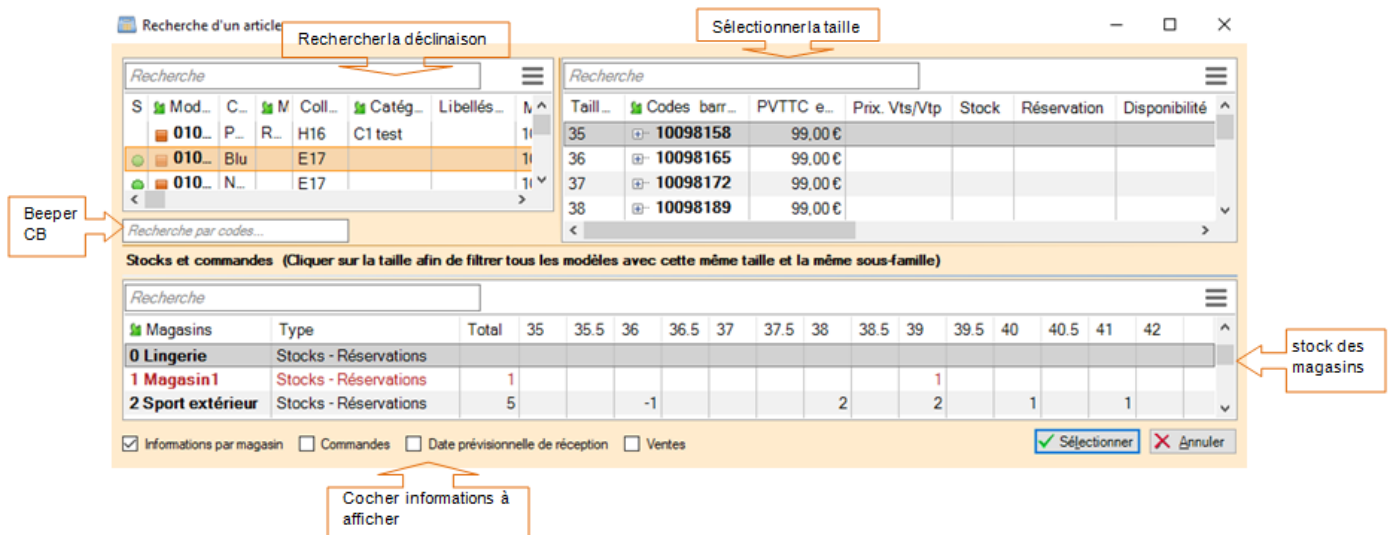 Recherche d'un article
Rechercher la déclinaison
Sélectionner la taille
Recherche
S Mod... C... M Coll... Catég... Libellés... M
010... P... R... H16 C1 test 10
010... Blu E17 10
010... N... E17 10
Recherche
Taill... Codes barr... PVTTC e... Prix. Vts/Vtp Stock Réservation Disponibilité
35 10098158 99,00 €
36 10098165 99,00 €
37 10098172 99,00 €
38 10098189 99,00 €
Beeper
CB
Recherche par codes...
Stocks et commandes (Cliquer sur la taille afin de filtrer tous les modèles avec cette même taille et la même sous-famille)
Recherche
Magasins Type Total 35 35.5 36 36.5 37 37.5 38 38.5 39 39.5 40 40.5 41 42
0 Lingerie Stocks - Réservations
1 Magasin1 Stocks - Réservations 1 1
2 Sport extérieur Stocks - Réservations 5 -1 2 2 1 1
stock des
magasins
Informations par magasin Commandes Date prévisionnelle de réception Ventes
Sélectionner Annuler
Cocher informations à
afficher